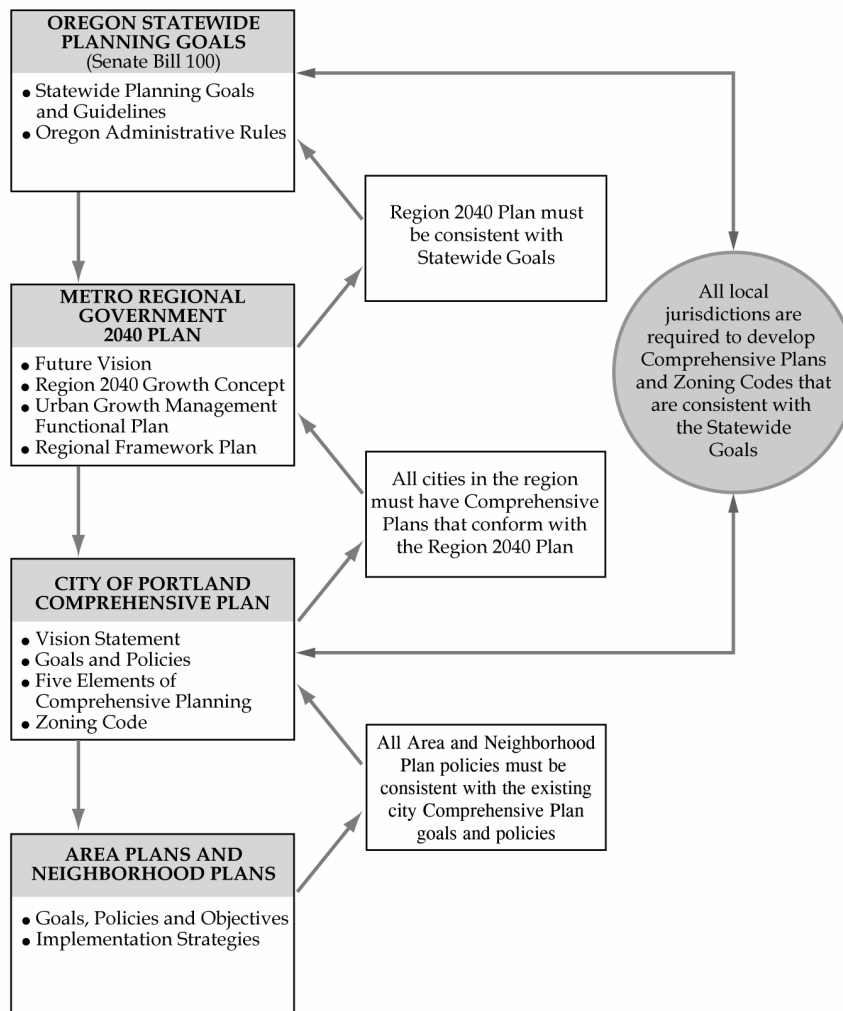 OREGON STATEWIDE
PLANNING GOALS
(Senate Bill 100)
• Statewide Planning Goals
and Guidelines
• Oregon Administrative Rules
Region 2040 Plan must
be consistent with
Statewide Goals
All local
jurisdictions are
required to develop
Comprehensive Plans
and Zoning Codes that
are consistent with
the Statewide
Goals
METRO REGIONAL
GOVERNMENT
2040 PLAN
• Future Vision
• Region 2040 Growth Concept
• Urban Growth Management
Functional Plan
• Regional Framework Plan
All cities in the region
must have Comprehensive
Plans that conform with
the Region 2040 Plan
CITY OF PORTLAND
COMPREHENSIVE PLAN
• Vision Statement
• Goals and Policies
• Five Elements of
Comprehensive Planning
• Zoning Code
All Area and Neighborhood
Plan policies must be
consistent with the existing
city Comprehensive Plan
goals and policies
AREA PLANS AND
NEIGHBORHOOD PLANS
• Goals, Policies and Objectives
• Implementation Strategies